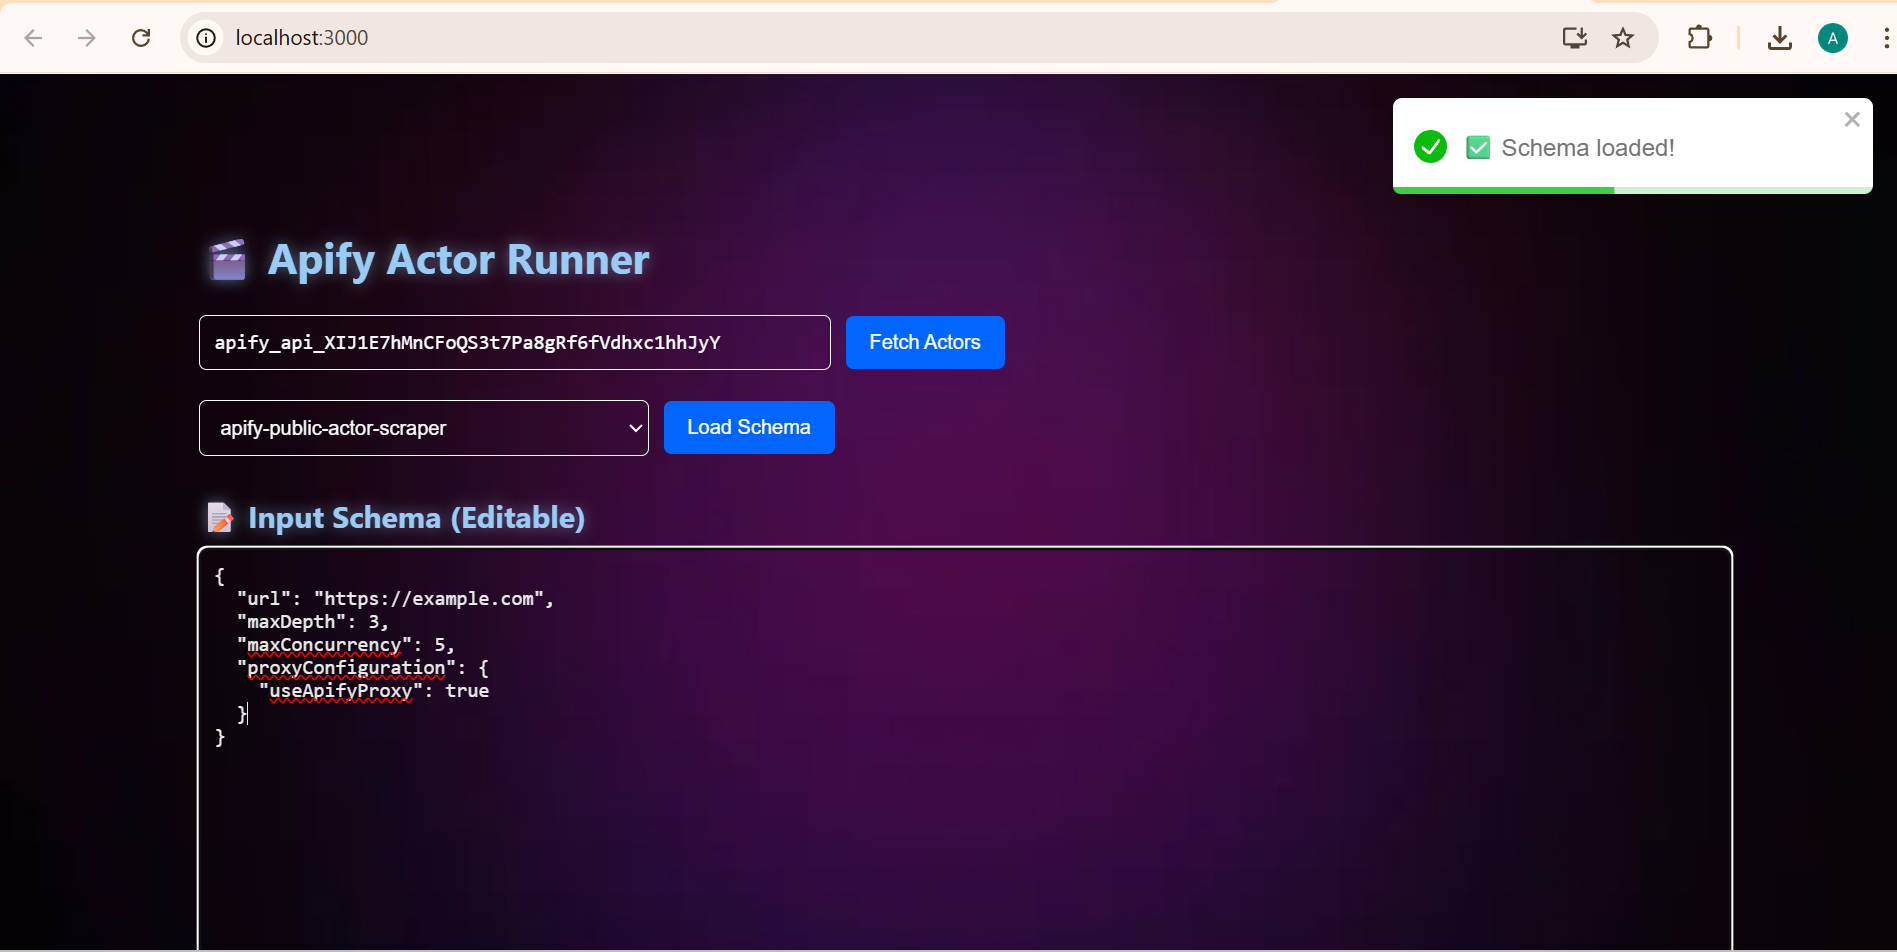 localhost:3000
A
✅ Schema loaded!
🎬 Apify Actor Runner
apify_api_XIJ1E7hMnCFoQS3t7Pa8gRf6fVdhxc1hhJyY
Fetch Actors
apify-public-actor-scraper
Load Schema
📝 Input Schema (Editable)
{
  "url": "https://example.com",
  "maxDepth": 3,
  "maxConcurrency": 5,
  "proxyConfiguration": {
    "useApifyProxy": true
  }
}